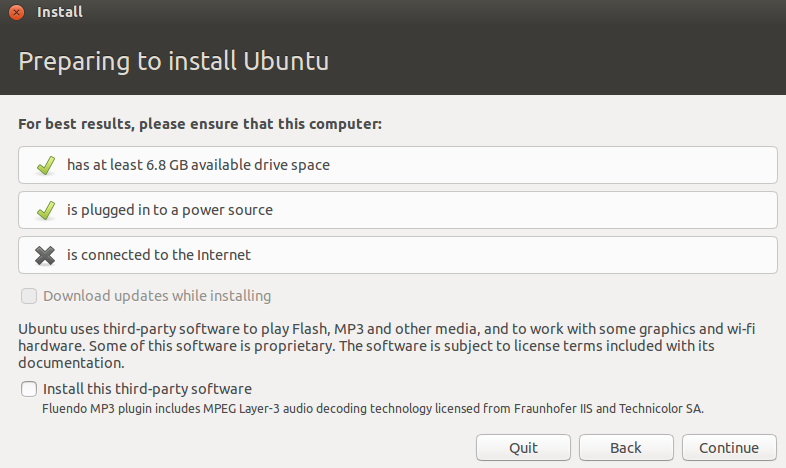 Install
Preparing to install Ubuntu
For best results, please ensure that this computer:
has at least 6.8 GB available drive space
is plugged in to a power source
is connected to the Internet
Download updates while installing
Ubuntu uses third-party software to play Flash, MP3 and other media, and to work with some graphics and wi-fi
hardware. Some of this software is proprietary. The software is subject to license terms included with its
documentation.
Install this third-party software
Fluendo MP3 plugin includes MPEG Layer-3 audio decoding technology licensed from Fraunhofer IIS and Technicolor SA.
Quit Back Continue